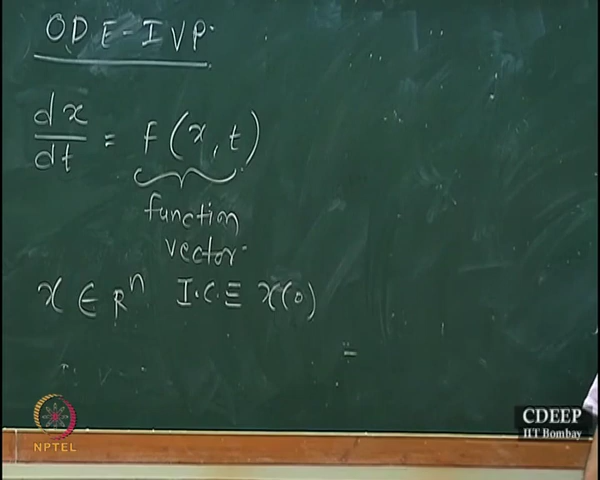 ODE-IVP.
dx/dt = F(x,t)
function
vector.
x ∈ R^n I.C. ≡ x(0)
=
NPTEL
CDEEP
IIT Bombay